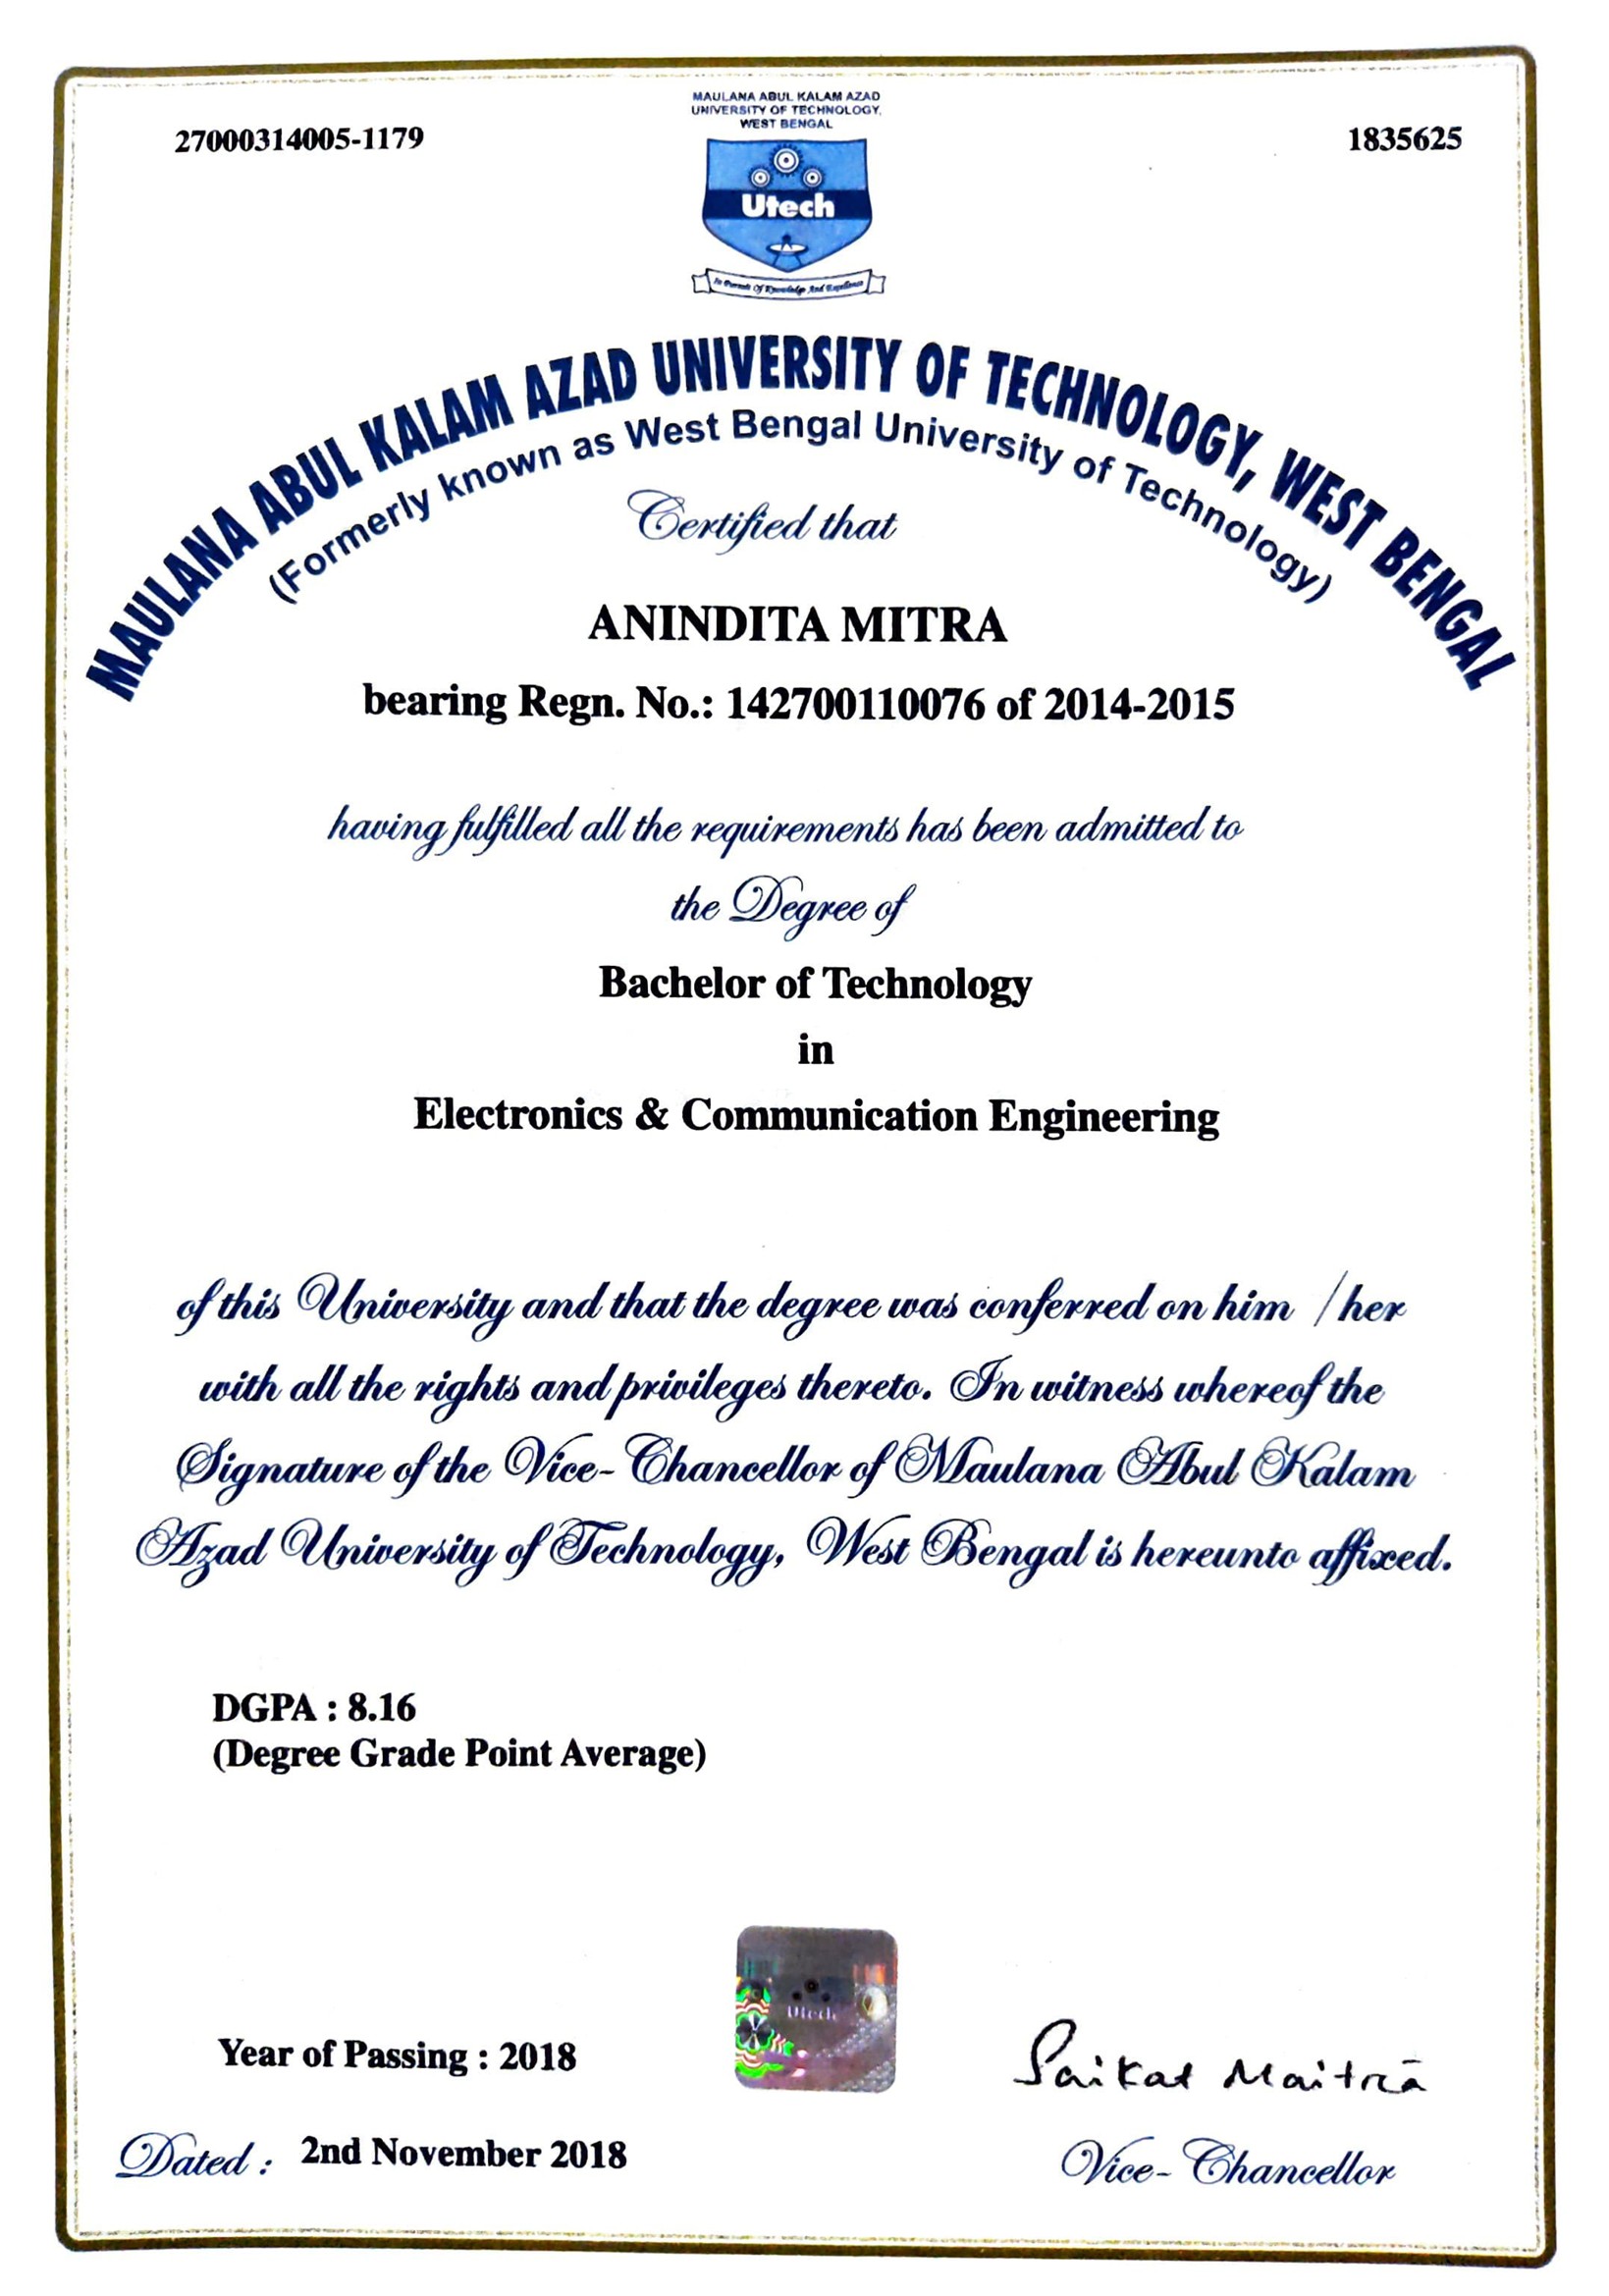 MAULANA ABUL KALAM AZAD
UNIVERSITY OF TECHNOLOGY,
WEST BENGAL
27000314005-1179
1835625
Utech
In Pursuit Of Knowledge And Excellence
MAULANA ABUL KALAM AZAD UNIVERSITY OF TECHNOLOGY, WEST BENGAL
(Formerly known as West Bengal University of Technology)
Certified that
ANINDITA MITRA
bearing Regn. No.: 142700110076 of 2014-2015
having fulfilled all the requirements has been admitted to
the Degree of
Bachelor of Technology
in
Electronics & Communication Engineering
of this University and that the degree was conferred on him / her
with all the rights and privileges thereto. In witness whereof the
Signature of the Vice-Chancellor of Maulana Abul Kalam
Azad University of Technology, West Bengal is hereunto affixed.
DGPA : 8.16
(Degree Grade Point Average)
Utech
Year of Passing : 2018
Saikat Maitra
Dated : 2nd November 2018
Vice-Chancellor